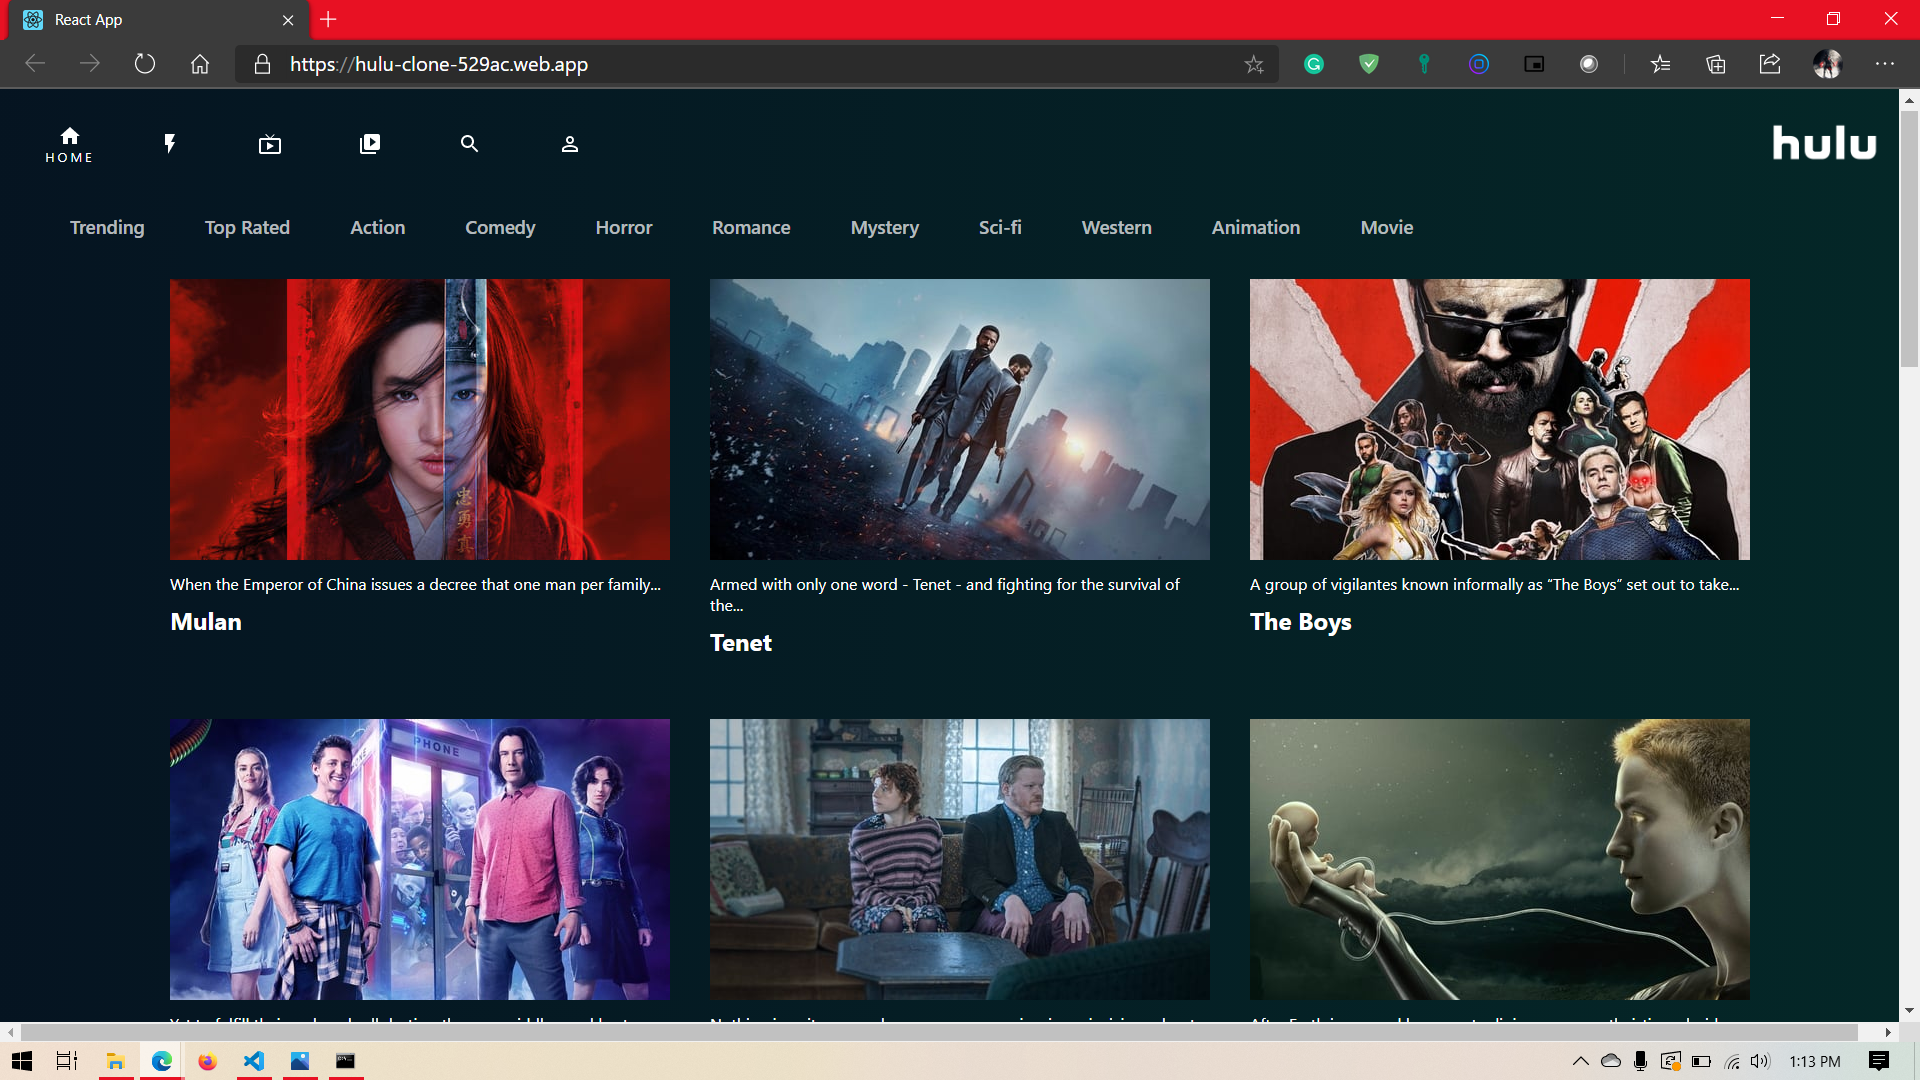 React App
https://hulu-clone-529ac.web.app
HOME
hulu
Trending Top Rated Action Comedy Horror Romance Mystery Sci-fi Western Animation Movie
忠
勇
真
When the Emperor of China issues a decree that one man per family...
Mulan
Armed with only one word - Tenet - and fighting for the survival of
the...
Tenet
A group of vigilantes known informally as “The Boys” set out to take...
The Boys
PHONE
1:13 PM